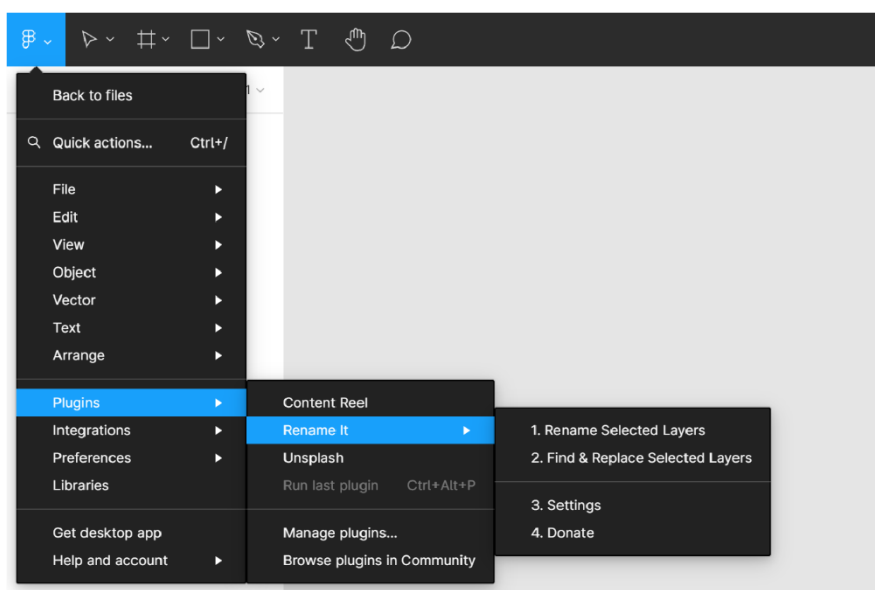 1
Back to files
Quick actions... Ctrl+/
File
Edit
View
Object
Vector
Text
Arrange
Plugins
Integrations
Preferences
Libraries
Get desktop app
Help and account
Content Reel
Rename It
Unsplash
Run last plugin Ctrl+Alt+P
Manage plugins...
Browse plugins in Community
1. Rename Selected Layers
2. Find & Replace Selected Layers
3. Settings
4. Donate